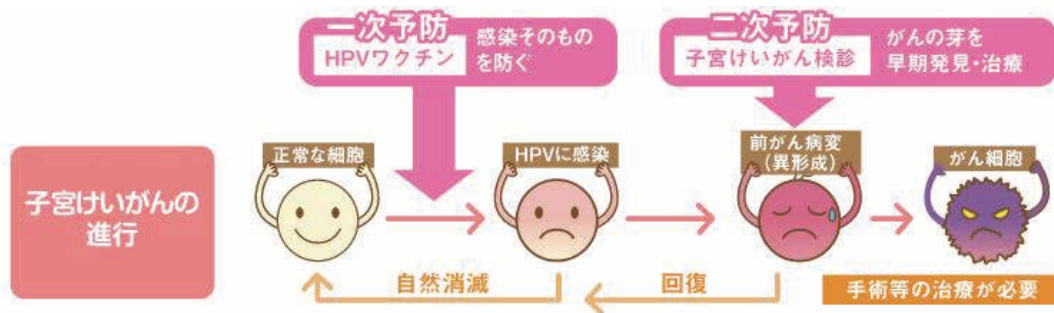 一次予防
HPVワクチン
感染そのもの
を防ぐ
二次予防
子宮けいがん検診
がんの芽を
早期発見・治療
子宮けいがんの
進行
正常な細胞
HPVに感染
前がん病変
(異形成)
がん細胞
自然消滅
回復
手術等の治療が必要